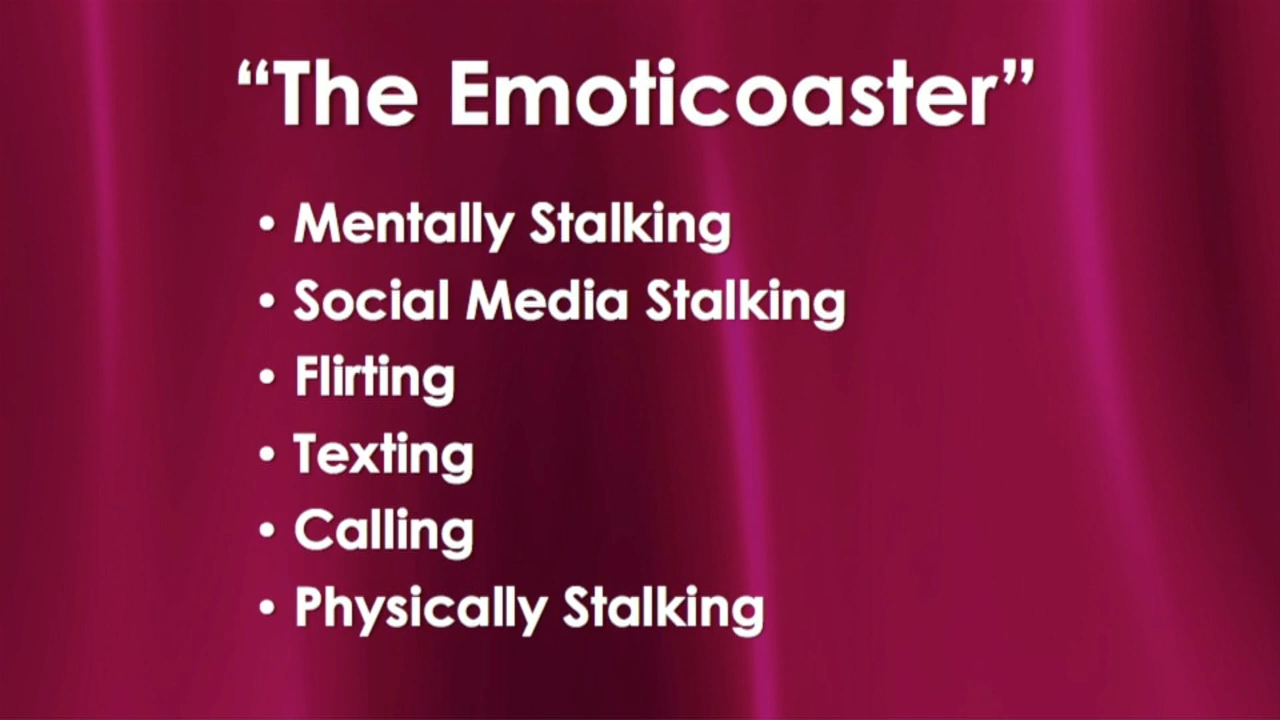 “The Emoticoaster”
• Mentally Stalking
• Social Media Stalking
• Flirting
• Texting
• Calling
• Physically Stalking